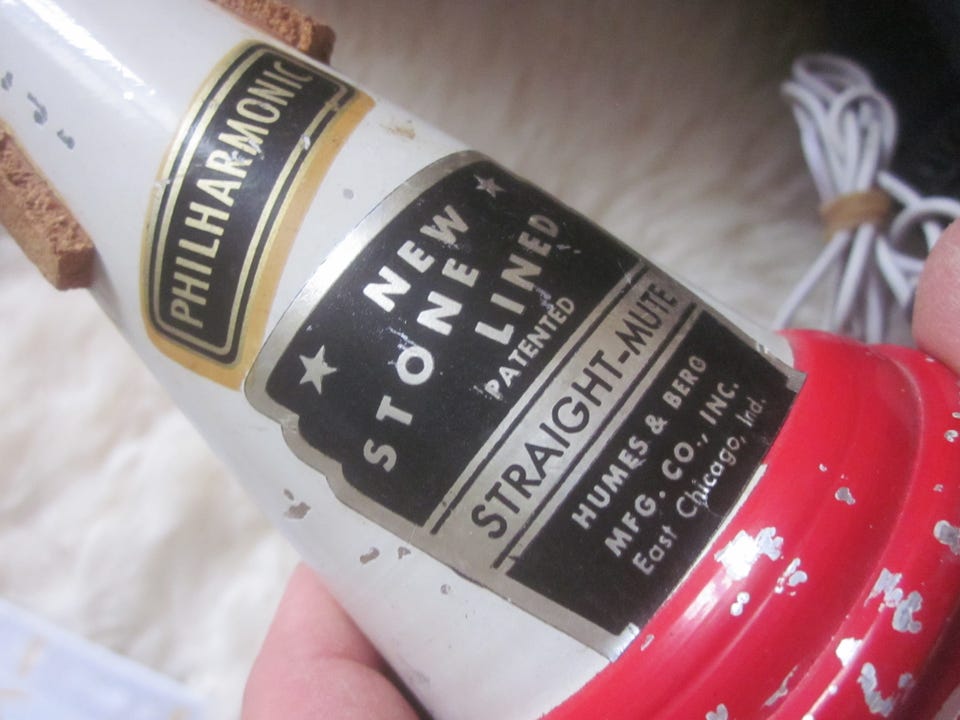 PHILHARMONIC
NEW
STONE
LINED
PATENTED
STRAIGHT-MUTE
HUMES & BERG
MFG. CO., INC.
East Chicago, Ind.